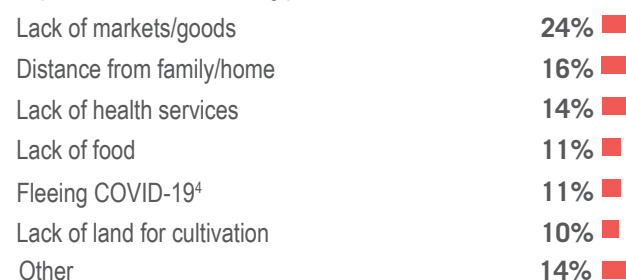 Lack of markets/goods 24%
Distance from family/home 16%
Lack of health services 14%
Lack of food 11%
Fleeing COVID-19⁴ 11%
Lack of land for cultivation 10%
Other 14%